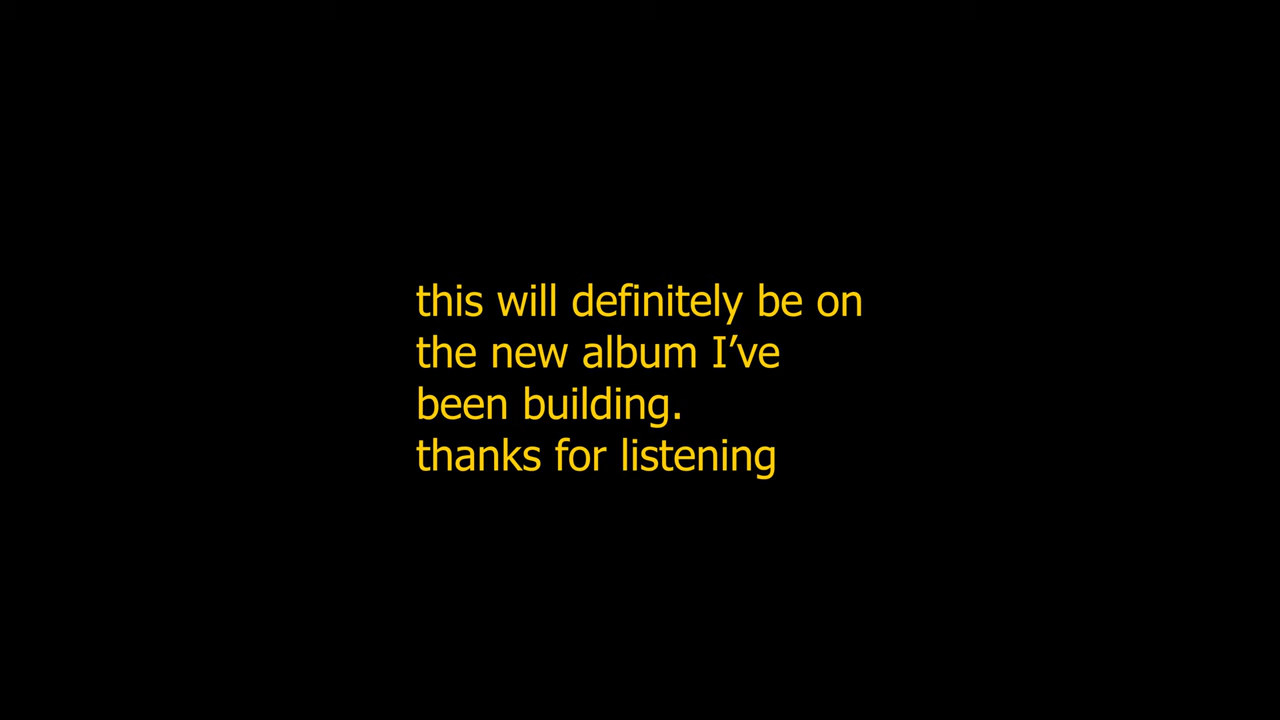 this will definitely be on
the new album I’ve
been building.
thanks for listening